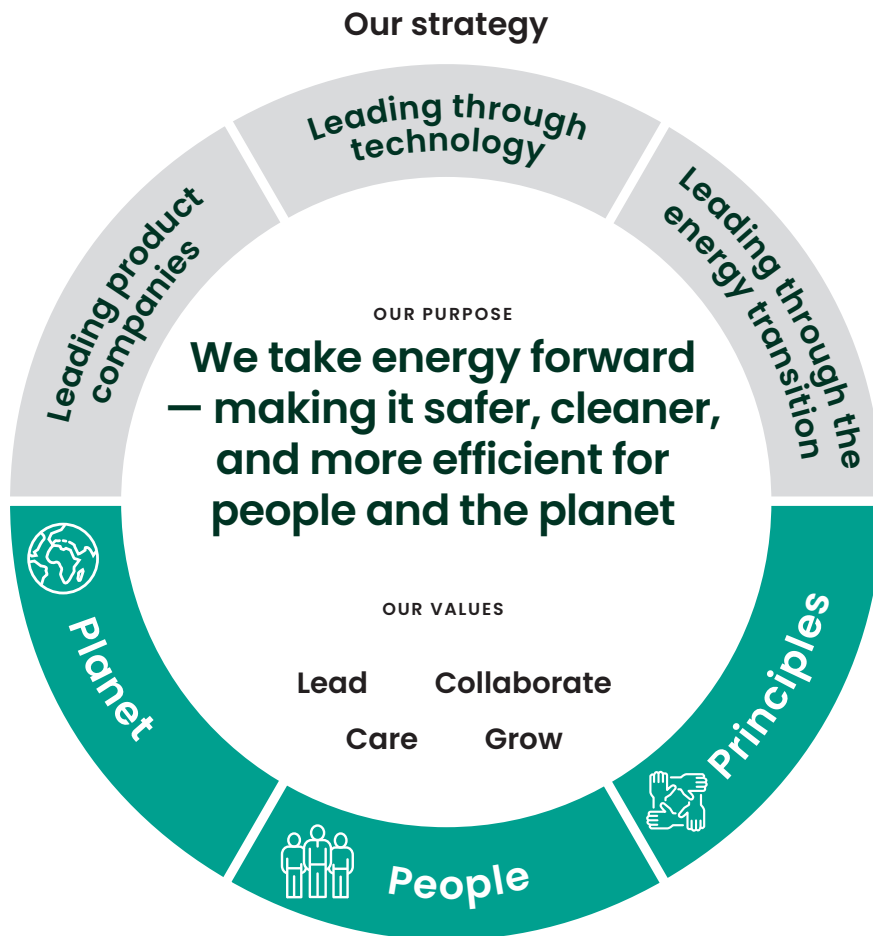 Our strategy
Leading product
companies
Leading through
technology
Leading through the
energy transition
OUR PURPOSE
We take energy forward
— making it safer, cleaner,
and more efficient for
people and the planet
OUR VALUES
Lead Collaborate
Care Grow
Planet
People
Principles